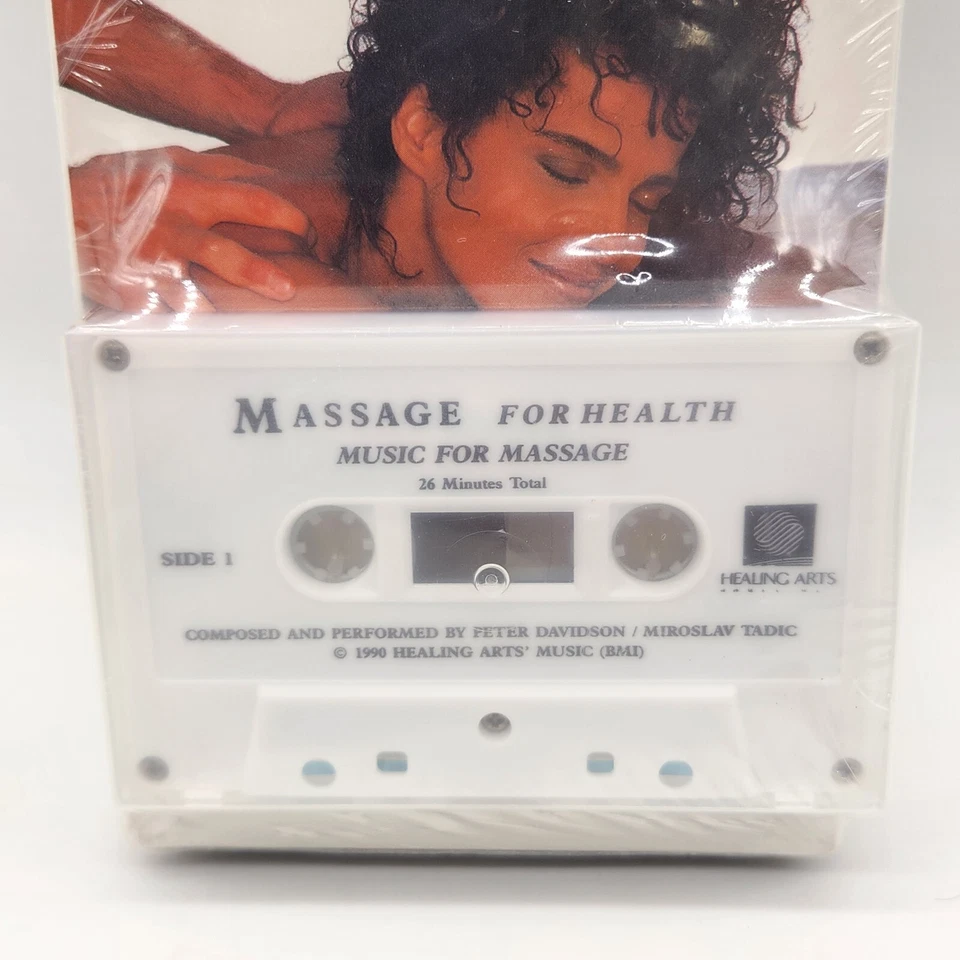 MASSAGE FOR HEALTH
MUSIC FOR MASSAGE
26 Minutes Total
SIDE 1
HEALING ARTS
COMPOSED AND PERFORMED BY PETER DAVIDSON / MIROSLAV TADIC
© 1990 HEALING ARTS' MUSIC (BMI)